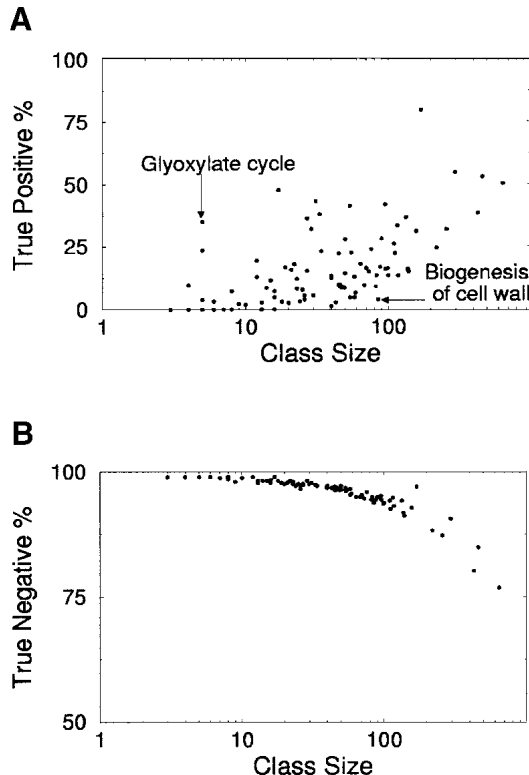 A
True Positive %
100
75
50
25
0
Glyoxylate cycle
Biogenesis
of cell wall
1
10
100
Class Size
B
True Negative %
100
75
50
1
10
100
Class Size